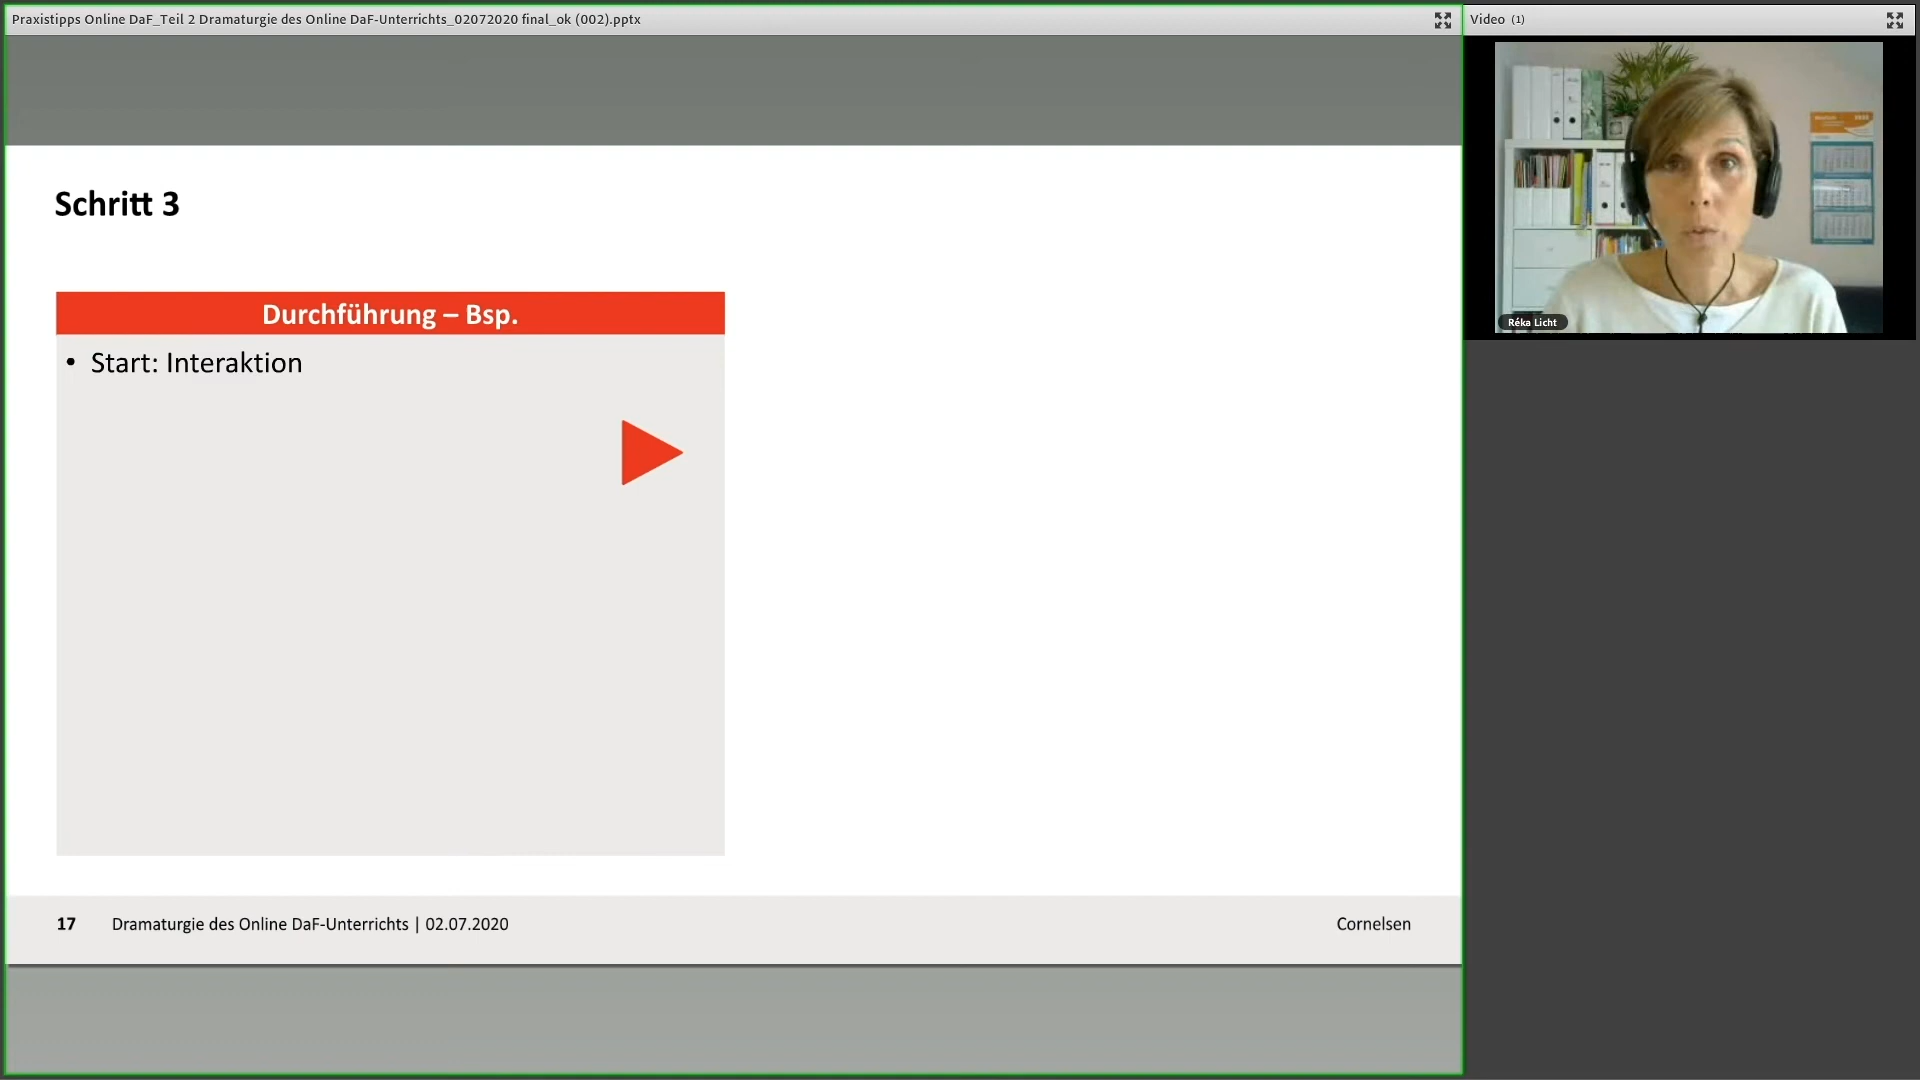 Praxistipps Online DaF_Teil 2 Dramaturgie des Online DaF-Unterrichts_02072020 final_ok (002).pptx
Video (1)
Réka Licht
Schritt 3
Durchführung – Bsp.
• Start: Interaktion
17 Dramaturgie des Online DaF-Unterrichts | 02.07.2020 Cornelsen